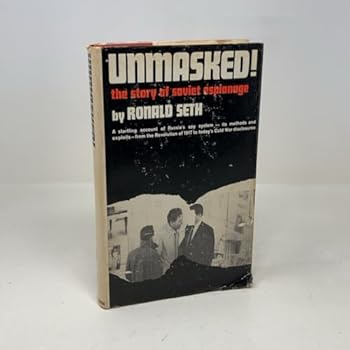 UNMASKED!
the story of soviet espionage
by RONALD SETH
A startling account of Russia's spy system — its methods and
exploits—from the Revolution of 1917 to today's Cold War disclosures